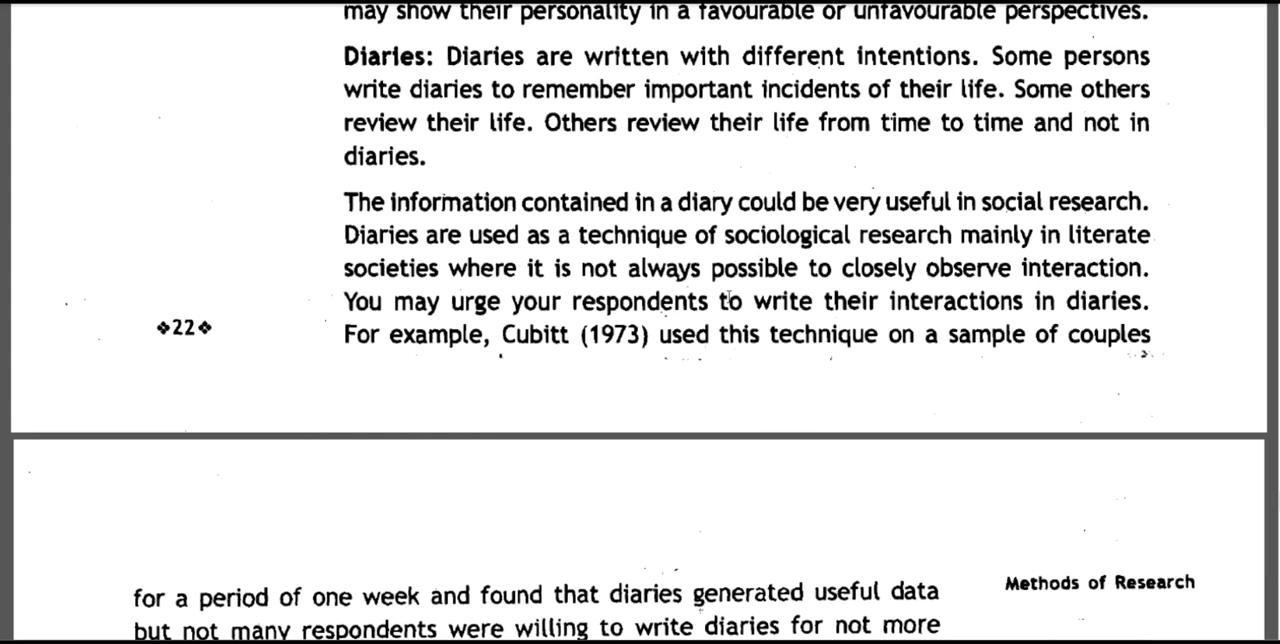 may show their personality in a favourable or unfavourable perspectives.
Diaries: Diaries are written with different intentions. Some persons
write diaries to remember important incidents of their life. Some others
review their life. Others review their life from time to time and not in
diaries.
The information contained in a diary could be very useful in social research.
Diaries are used as a technique of sociological research mainly in literate
societies where it is not always possible to closely observe interaction.
You may urge your respondents to write their interactions in diaries.
For example, Cubitt (1973) used this technique on a sample of couples
❖22❖
Methods of Research
for a period of one week and found that diaries generated useful data
but not many respondents were willing to write diaries for not more